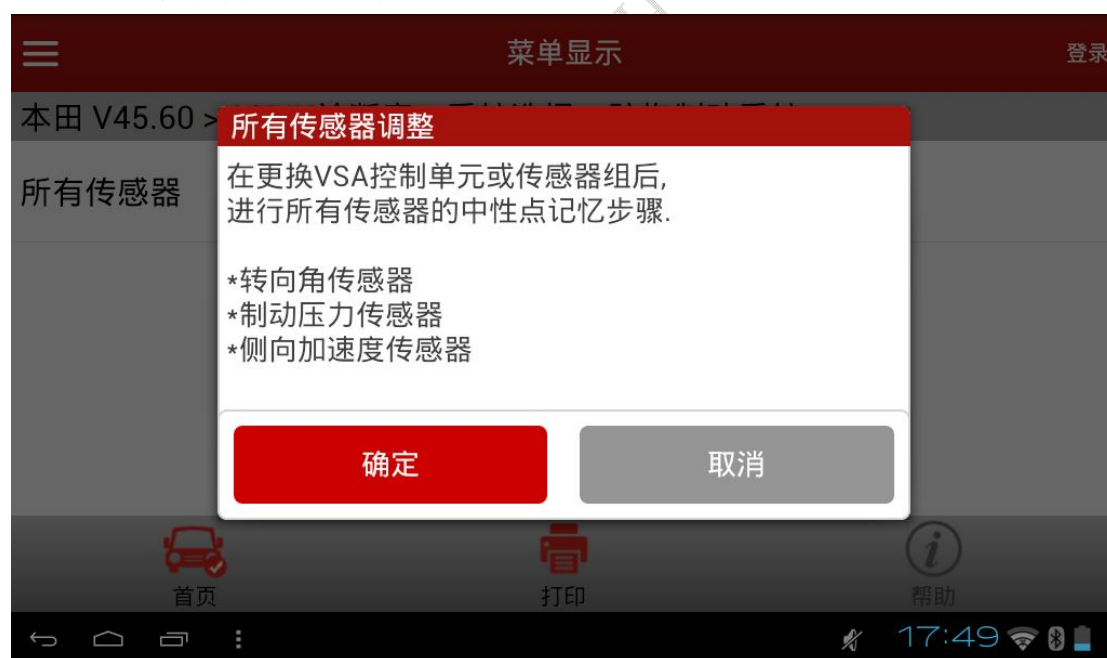 菜单显示
登录
本田 V45.60 >
所有传感器调整
所有传感器
在更换VSA控制单元或传感器组后,
进行所有传感器的中性点记忆步骤.
*转向角传感器
*制动压力传感器
*侧向加速度传感器
确定
取消
首页
打印
帮助
17:49